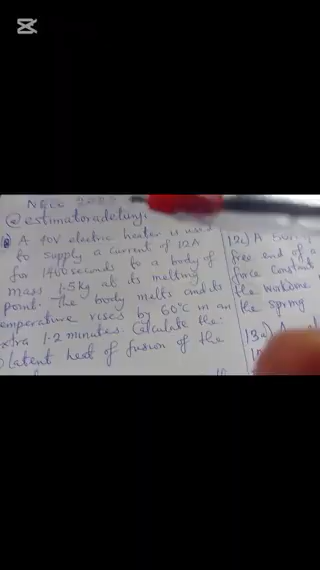 NECO 2023
@estimatoradetunji
A 40V electric heater is used
to supply a current of 12A
for 1400 seconds to a body of
mass 1.5kg at its melting
point. The body melts and its
temperature rises by 60°C in an
extra 1.2 minutes. Calculate the
latent heat of fusion of the
12c) A
free end of a
force constant
the workdone
the spring
13a)